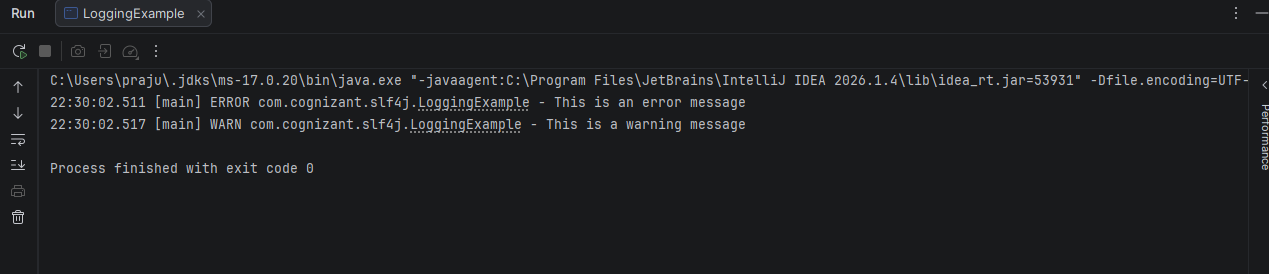 Run
LoggingExample
C:\Users\praju\.jdks\ms-17.0.20\bin\java.exe "-javaagent:C:\Program Files\JetBrains\IntelliJ IDEA 2026.1.4\lib\idea_rt.jar=53931" -Dfile.encoding=UTF-
22:30:02.511 [main] ERROR com.cognizant.slf4j.LoggingExample - This is an error message
22:30:02.517 [main] WARN com.cognizant.slf4j.LoggingExample - This is a warning message
Process finished with exit code 0
Performance